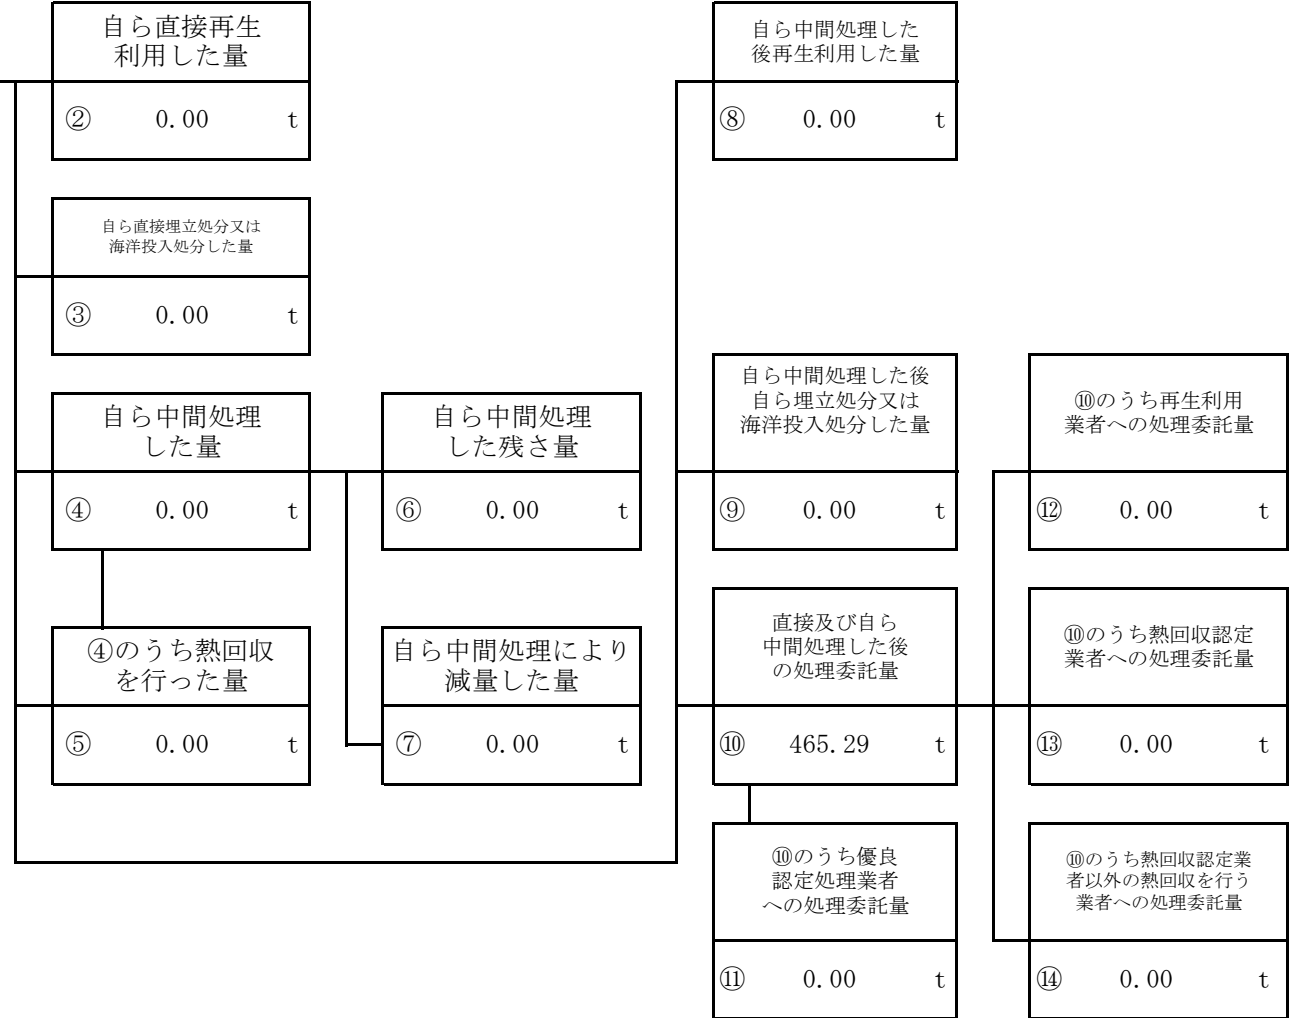 自ら直接再生
利用した量
② 0.00 t
自ら直接埋立処分又は
海洋投入処分した量
③ 0.00 t
自ら中間処理
した量
④ 0.00 t
④のうち熱回収
を行った量
⑤ 0.00 t
自ら中間処理
した残さ量
⑥ 0.00 t
自ら中間処理により
減量した量
⑦ 0.00 t
自ら中間処理した
後再生利用した量
⑧ 0.00 t
自ら中間処理した後
自ら埋立処分又は
海洋投入処分した量
⑨ 0.00 t
直接及び自ら
中間処理した後
の処理委託量
⑩ 465.29 t
⑩のうち優良
認定処理業者
への処理委託量
⑪ 0.00 t
⑩のうち再生利用
業者への処理委託量
⑫ 0.00 t
⑩のうち熱回収認定
業者への処理委託量
⑬ 0.00 t
⑩のうち熱回収認定業
者以外の熱回収を行う
業者への処理委託量
⑭ 0.00 t